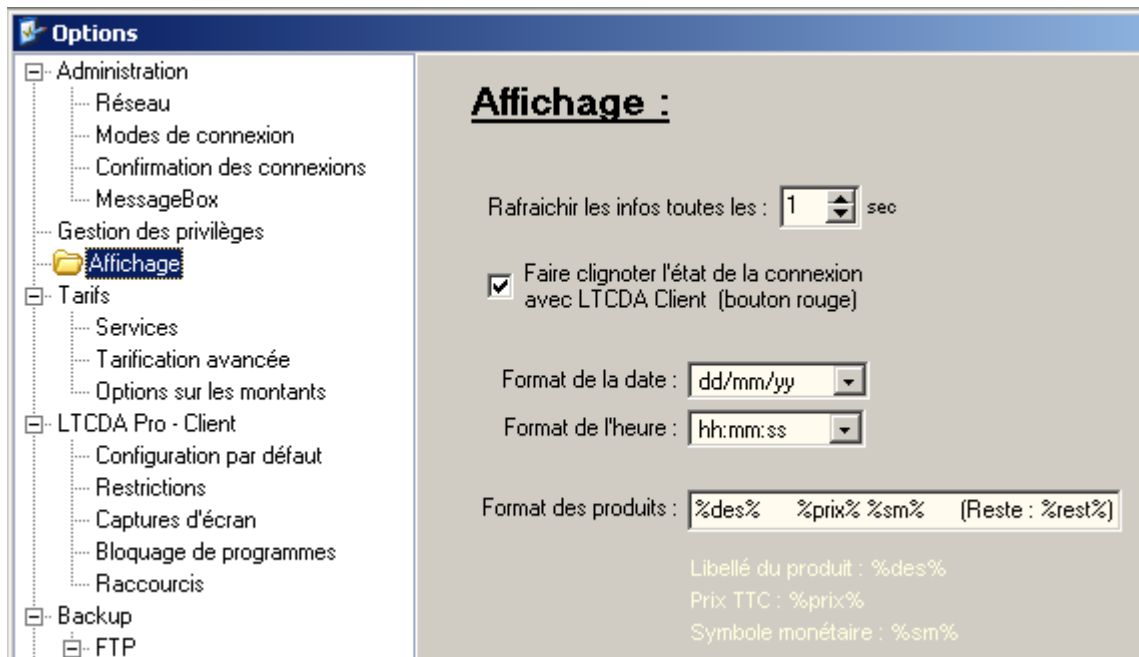 Options
Administration
Réseau
Modes de connexion
Confirmation des connexions
MessageBox
Gestion des privilèges
Affichage
Tarifs
Services
Tarification avancée
Options sur les montants
LTCDA Pro - Client
Configuration par défaut
Restrictions
Captures d'écran
Bloquage de programmes
Raccourcis
Backup
FTP
Affichage :
Rafraichir les infos toutes les : 1 sec
Faire clignoter l'état de la connexion
avec LTCDA Client (bouton rouge)
Format de la date : dd/mm/yy
Format de l'heure : hh:mm:ss
Format des produits : %des% %prix% %sm% (Reste : %rest%)
Libellé du produit : %des%
Prix TTC : %prix%
Symbole monétaire : %sm%